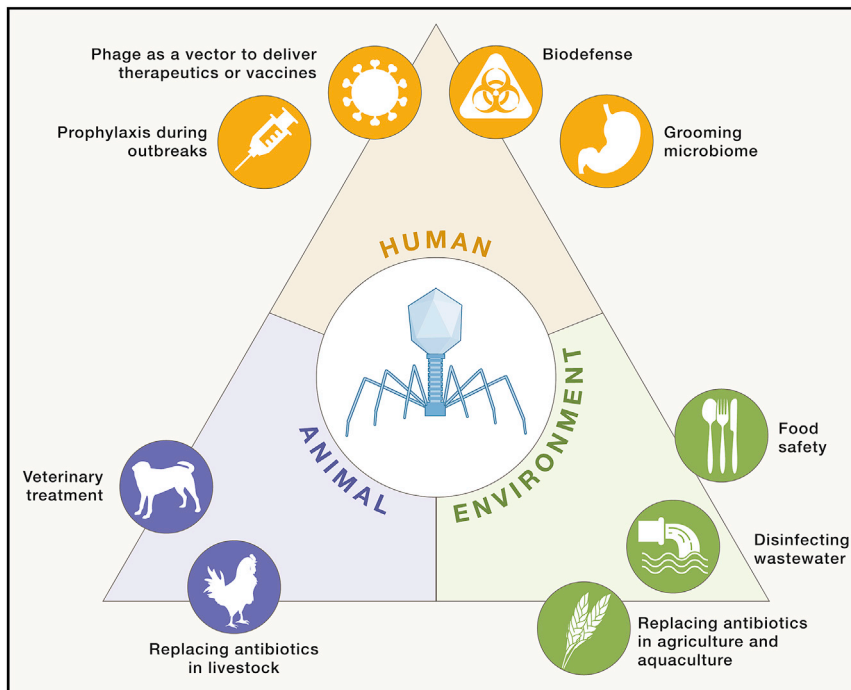 Phage as a vector to deliver
therapeutics or vaccines
Biodefense
Prophylaxis during
outbreaks
Grooming
microbiome
HUMAN
ANIMAL
ENVIRONMENT
Food
safety
Veterinary
treatment
Disinfecting
wastewater
Replacing antibiotics
in livestock
Replacing antibiotics
in agriculture and
aquaculture